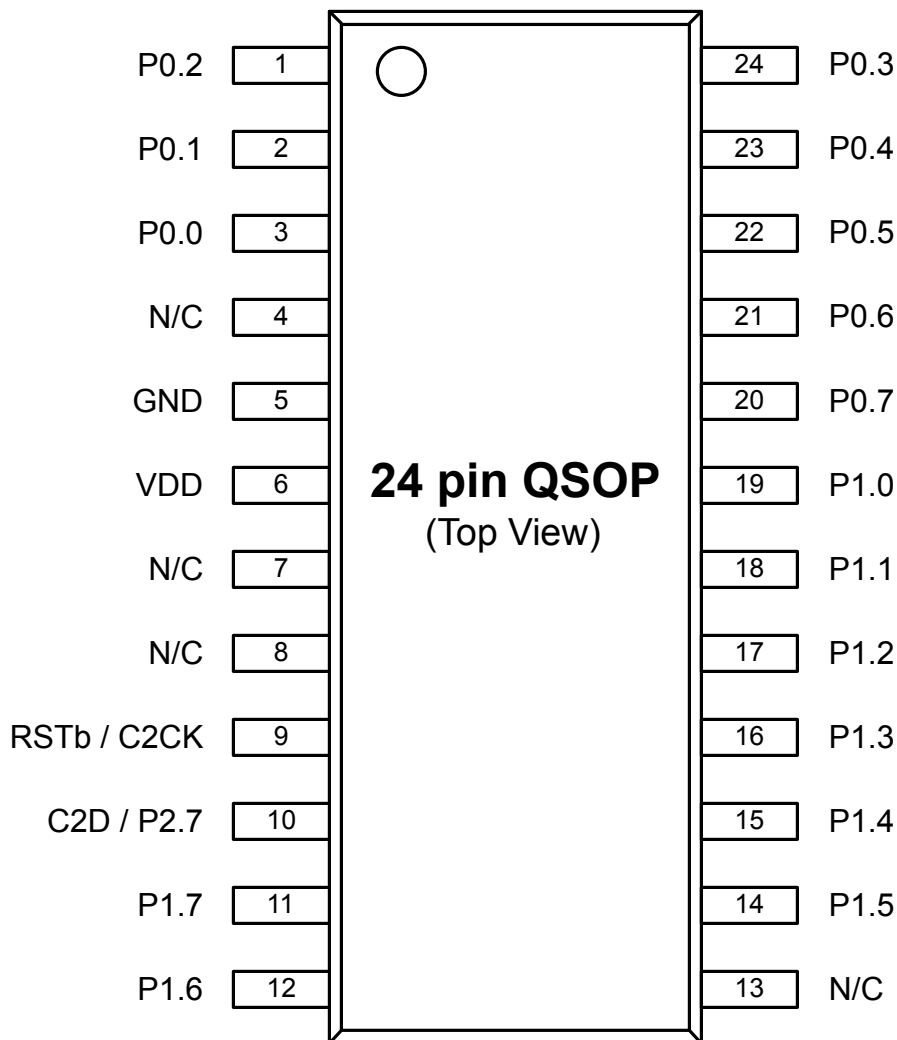 P0.2 1 24 P0.3
P0.1 2 23 P0.4
P0.0 3 22 P0.5
N/C 4 21 P0.6
GND 5 20 P0.7
VDD 6 24 pin QSOP 19 P1.0
(Top View)
N/C 7 18 P1.1
N/C 8 17 P1.2
RSTb / C2CK 9 16 P1.3
C2D / P2.7 10 15 P1.4
P1.7 11 14 P1.5
P1.6 12 13 N/C